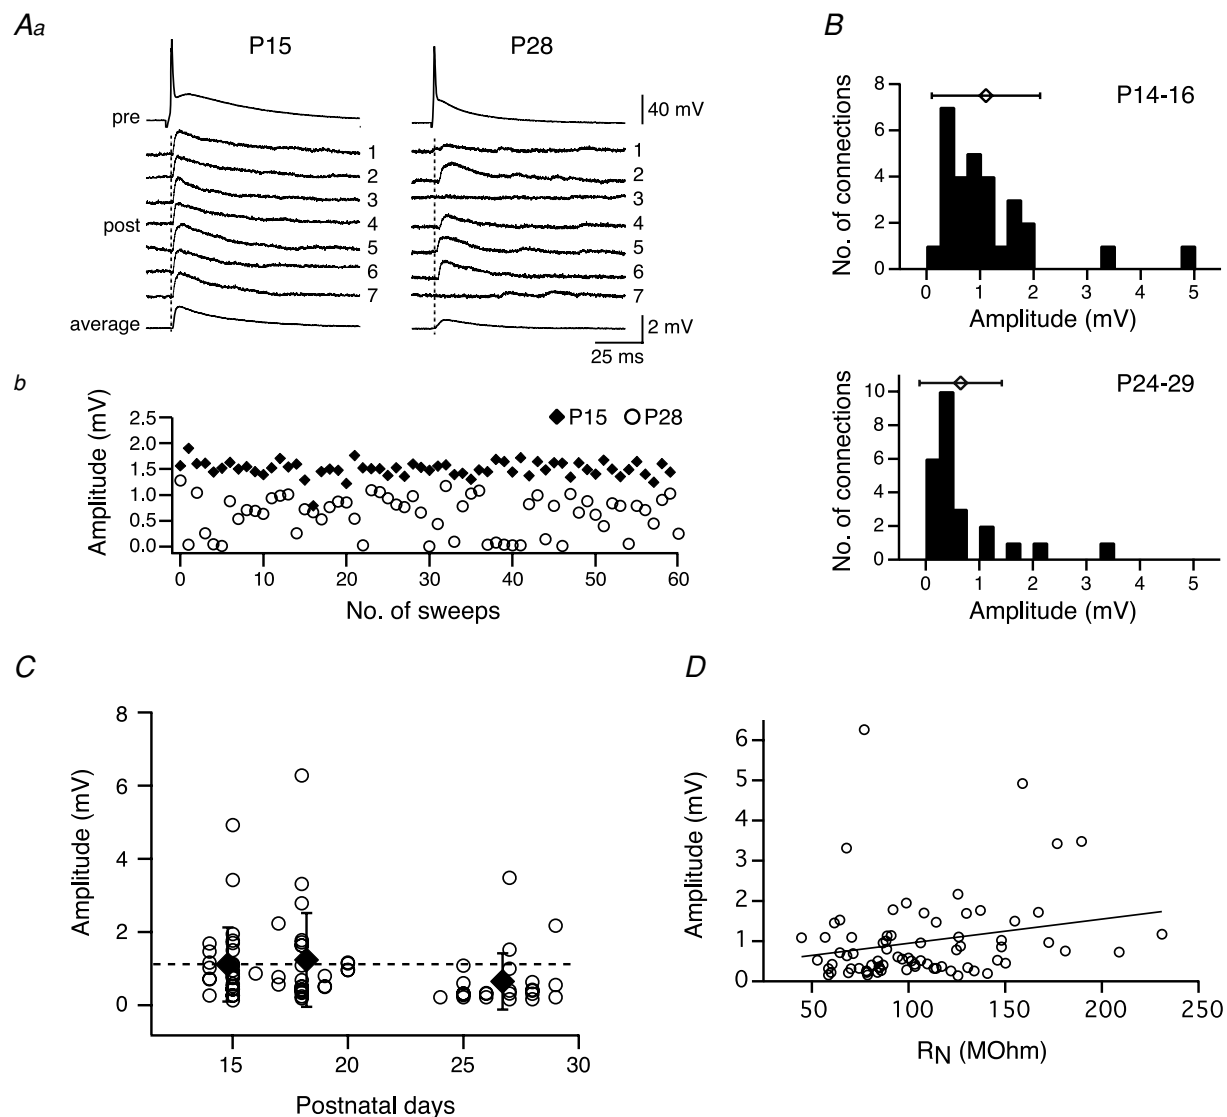 Aa
P15
P28
pre
40 mV
1
2
3
4
5
6
7
post
1
2
3
4
5
6
7
average
2 mV
25 ms
b
Amplitude (mV)
2.5
2.0
1.5
1.0
0.5
0.0
P15
P28
0
10
20
30
40
50
60
No. of sweeps
B
No. of connections
8
6
4
2
0
P14-16
0
1
2
3
4
5
Amplitude (mV)
No. of connections
10
8
6
4
2
0
P24-29
0
1
2
3
4
5
Amplitude (mV)
C
Amplitude (mV)
8
6
4
2
0
15
20
25
30
Postnatal days
D
Amplitude (mV)
6
5
4
3
2
1
0
50
100
150
200
250
RN (MOhm)